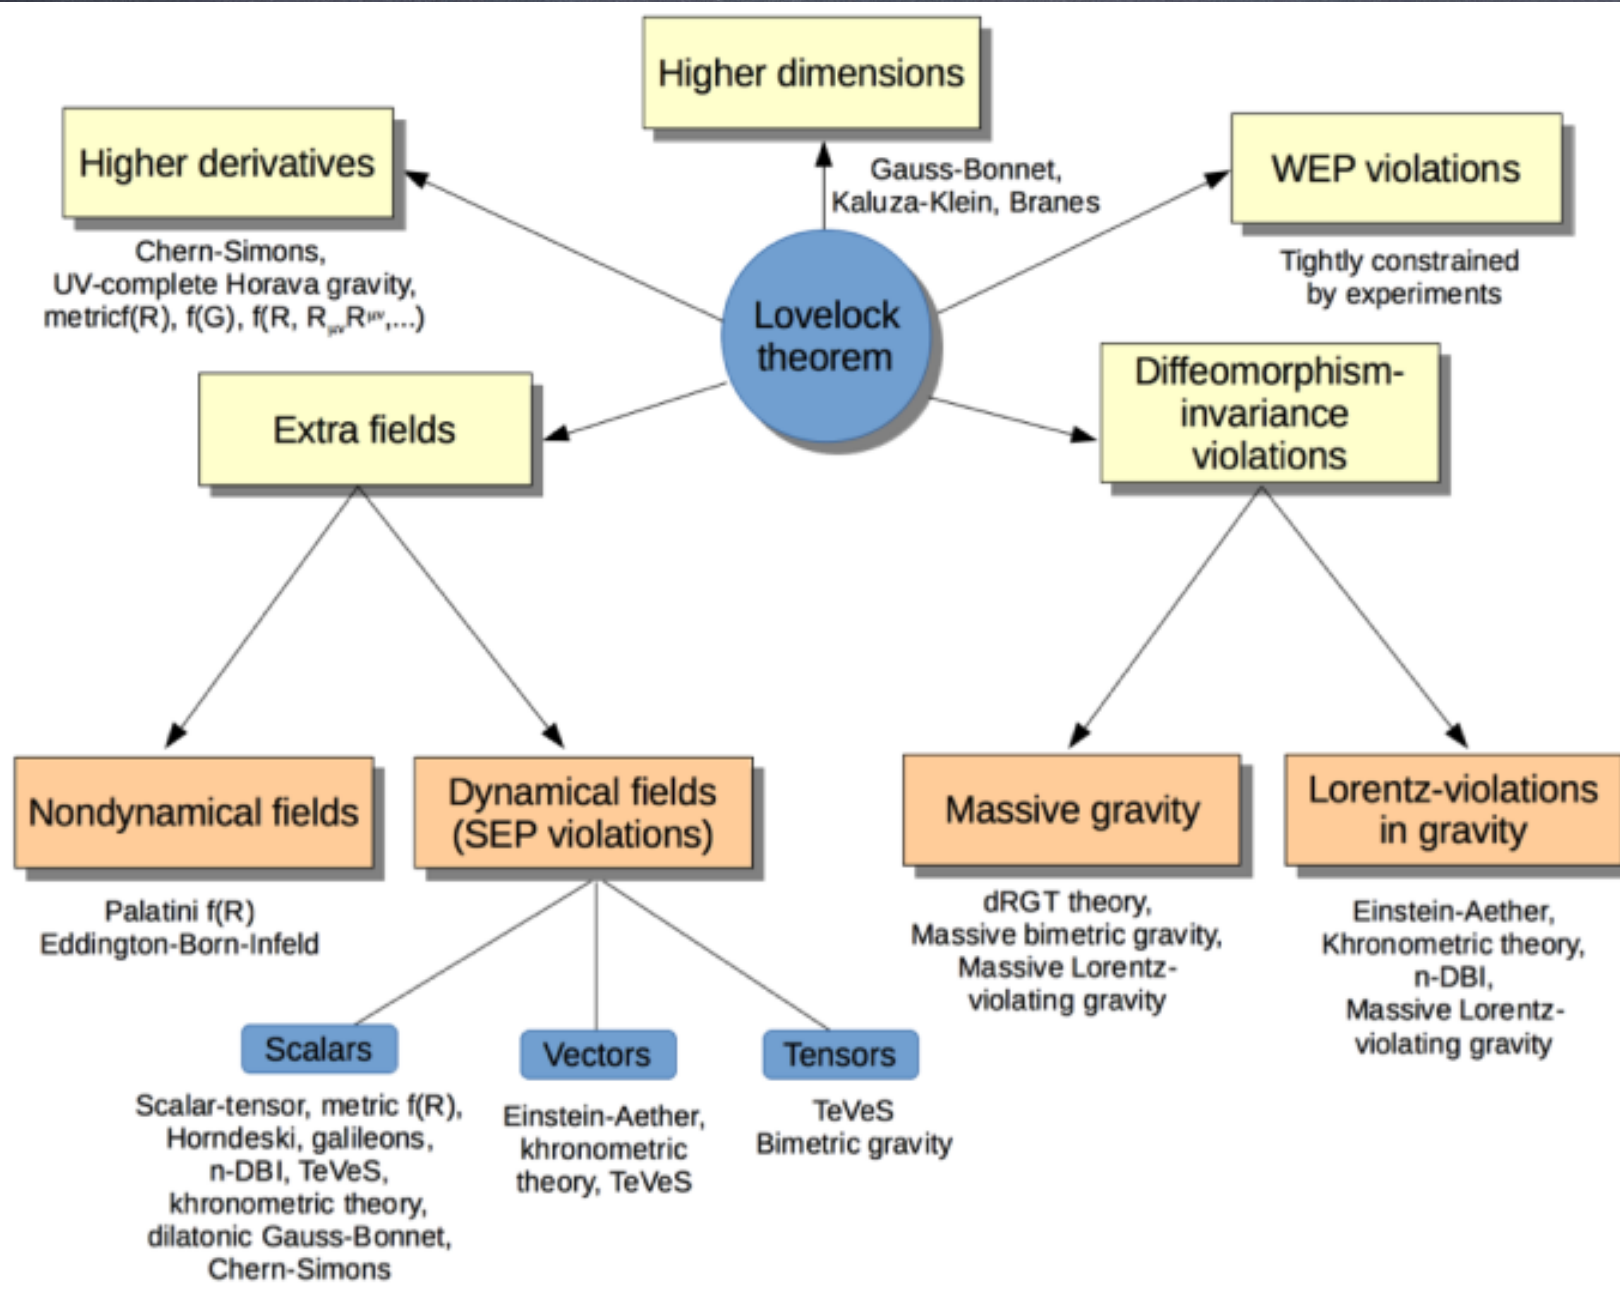 Higher dimensions
Higher derivatives
WEP violations
Gauss-Bonnet,
Kaluza-Klein, Branes
Chern-Simons,
UV-complete Horava gravity,
metricf(R), f(G), f(R, RμνRμν,...)
Tightly constrained
by experiments
Lovelock
theorem
Extra fields
Diffeomorphism-
invariance
violations
Nondynamical fields
Dynamical fields
(SEP violations)
Massive gravity
Lorentz-violations
in gravity
Palatini f(R)
Eddington-Born-Infeld
dRGT theory,
Massive bimetric gravity,
Massive Lorentz-
violating gravity
Einstein-Aether,
Khronometric theory,
n-DBI,
Massive Lorentz-
violating gravity
Scalars
Vectors
Tensors
Scalar-tensor, metric f(R),
Horndeski, galileons,
n-DBI, TeVeS,
khronometric theory,
dilatonic Gauss-Bonnet,
Chern-Simons
Einstein-Aether,
khronometric
theory, TeVeS
TeVeS
Bimetric gravity